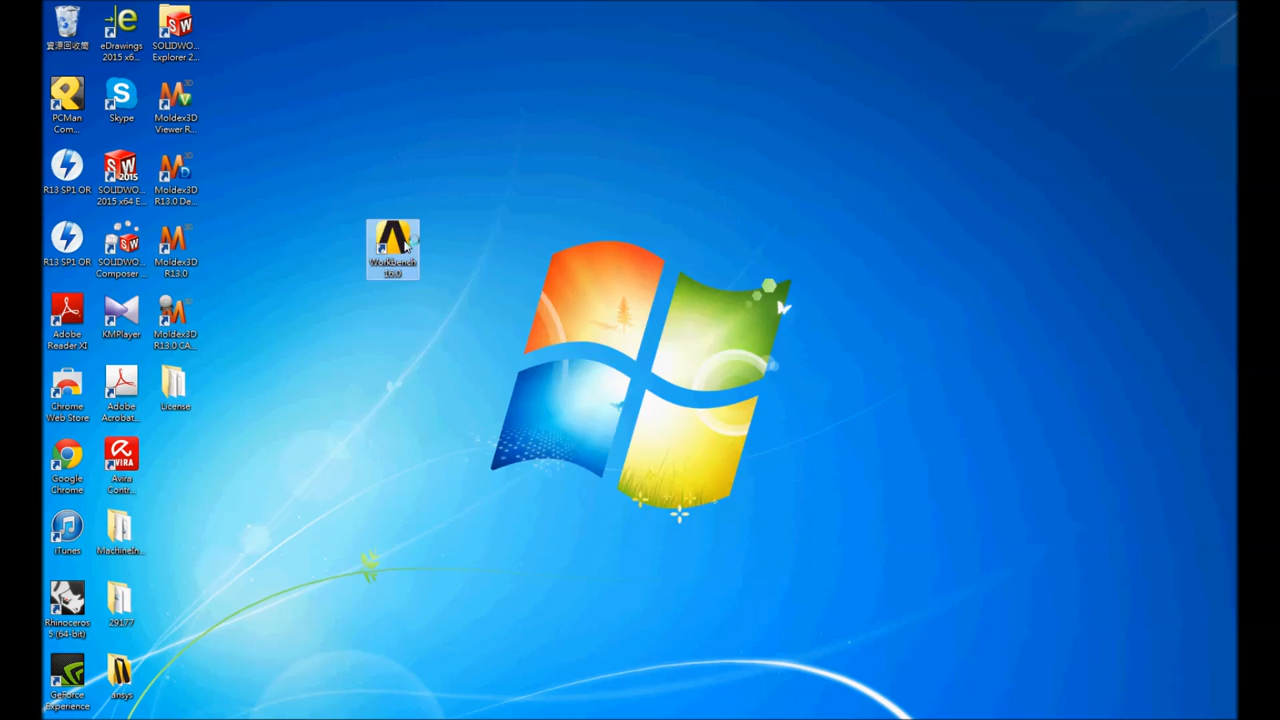 資源回收筒
eDrawings
2015 x6...
SOLIDWO...
Explorer 2...
PCMan
Com...
Skype
Moldex3D
Viewer R...
R13 SP1 OR
SOLIDWO...
2015 x64 E...
Moldex3D
R13.0 De...
R13 SP1 OR
SOLIDWO...
Composer ...
Moldex3D
R13.0
Workbench
16.0
Adobe
Reader XI
KMPlayer
Moldex3D
R13.0 CA...
Chrome
Web Store
Adobe
Acrobat...
License
Google
Chrome
Avira
Contr...
iTunes
MachineIn...
Rhinoceros
5 (64-bit)
29177
GeForce
Experience
ansys